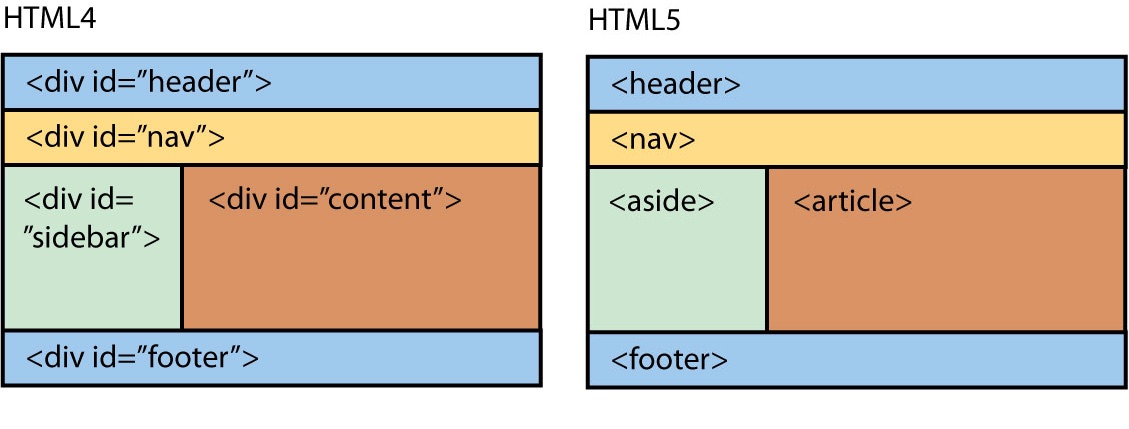 HTML4
<div id=”header”>
<div id=”nav”>
<div id=
”sidebar”>
<div id=”content”>
<div id=”footer”>
HTML5
<header>
<nav>
<aside>
<article>
<footer>